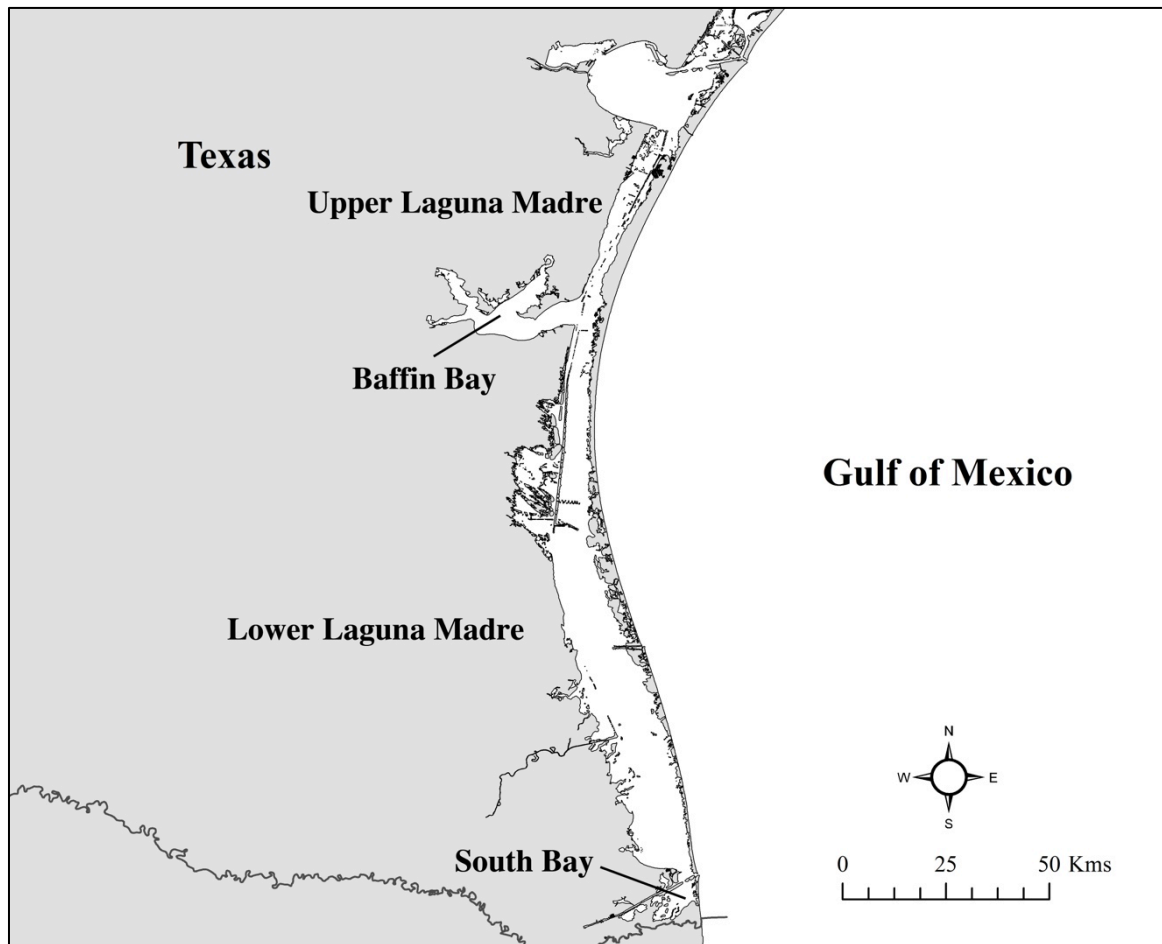 Texas
Upper Laguna Madre
Baffin Bay
Gulf of Mexico
Lower Laguna Madre
N
W E
S
South Bay
0 25 50 Kms